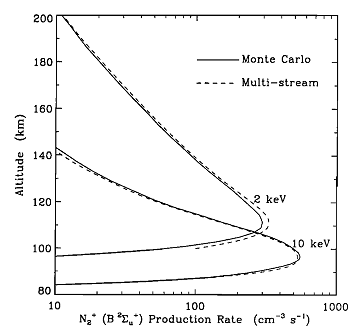 200
180
160
140
120
100
80
Altitude (km)
Monte Carlo
Multi-stream
2 keV
10 keV
10 100 1000
N₂⁺ (B ²Σᵤ⁺) Production Rate (cm⁻³ s⁻¹)